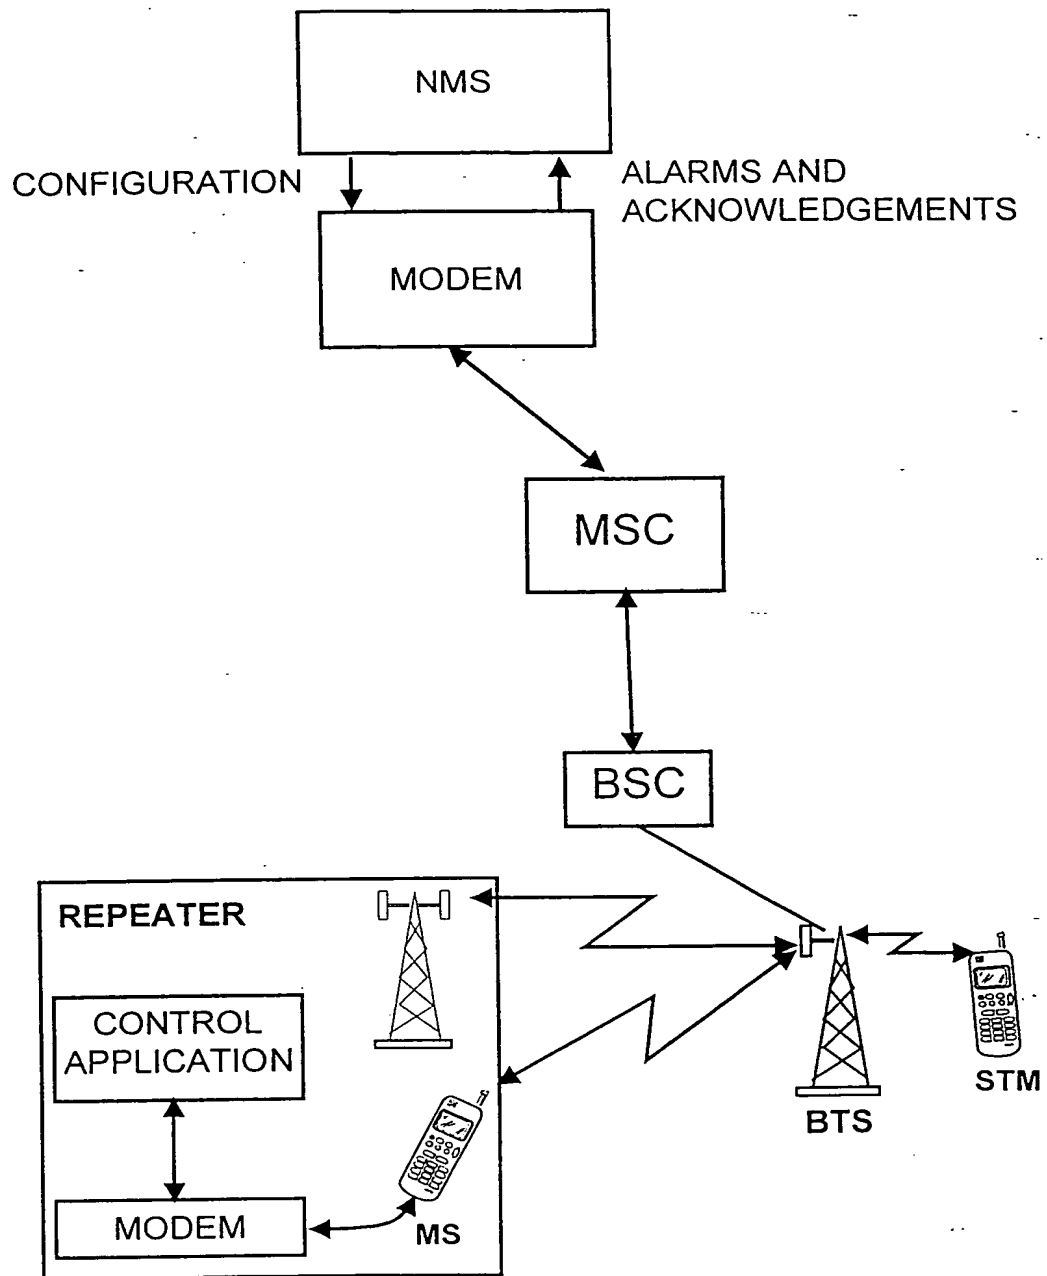 NMS
CONFIGURATION
ALARMS AND
ACKNOWLEDGEMENTS
MODEM
MSC
BSC
REPEATER
CONTROL
APPLICATION
MODEM
MS
BTS
STM